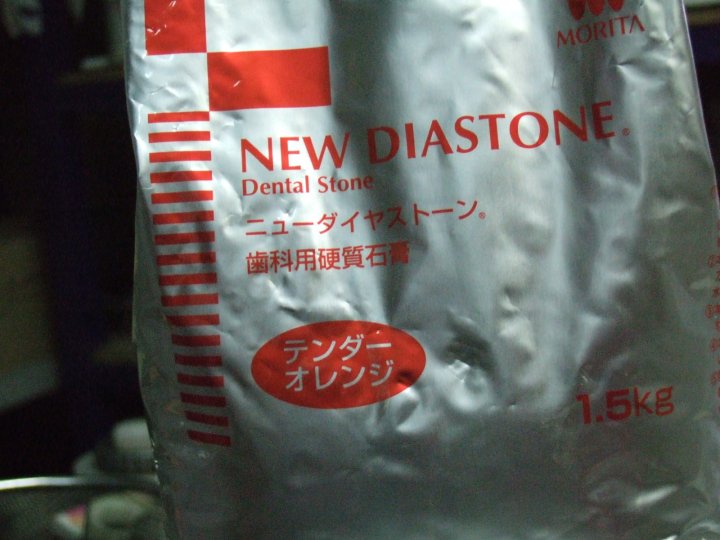 MORITA
NEW DIASTONE®
Dental Stone
ニューダイヤストーン®
歯科用硬質石膏
テンダー
オレンジ
1.5kg